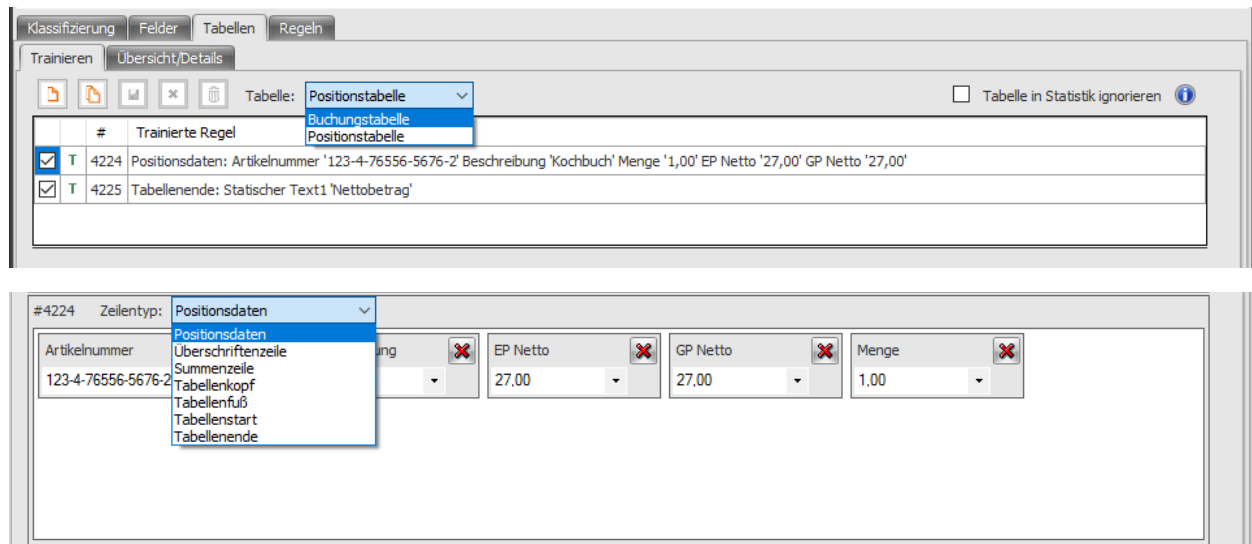 Klassifizierung Felder Tabellen Regeln
Trainieren Übersicht/Details
Tabelle: Positionstabelle Tabelle in Statistik ignorieren
Buchungstabelle
Positionstabelle
# Trainierte Regel
T 4224 Positionsdaten: Artikelnummer '123-4-76556-5676-2' Beschreibung 'Kochbuch' Menge '1,00' EP Netto '27,00' GP Netto '27,00'
T 4225 Tabellenende: Statischer Text1 'Nettobetrag'
#4224 Zeilentyp: Positionsdaten
Positionsdaten
Überschriftenzeile
Summenzeile
Tabellenkopf
Tabellenfuß
Tabellenstart
Tabellenende
Artikelnummer ung EP Netto GP Netto Menge
123-4-76556-5676-2 27,00 27,00 1,00